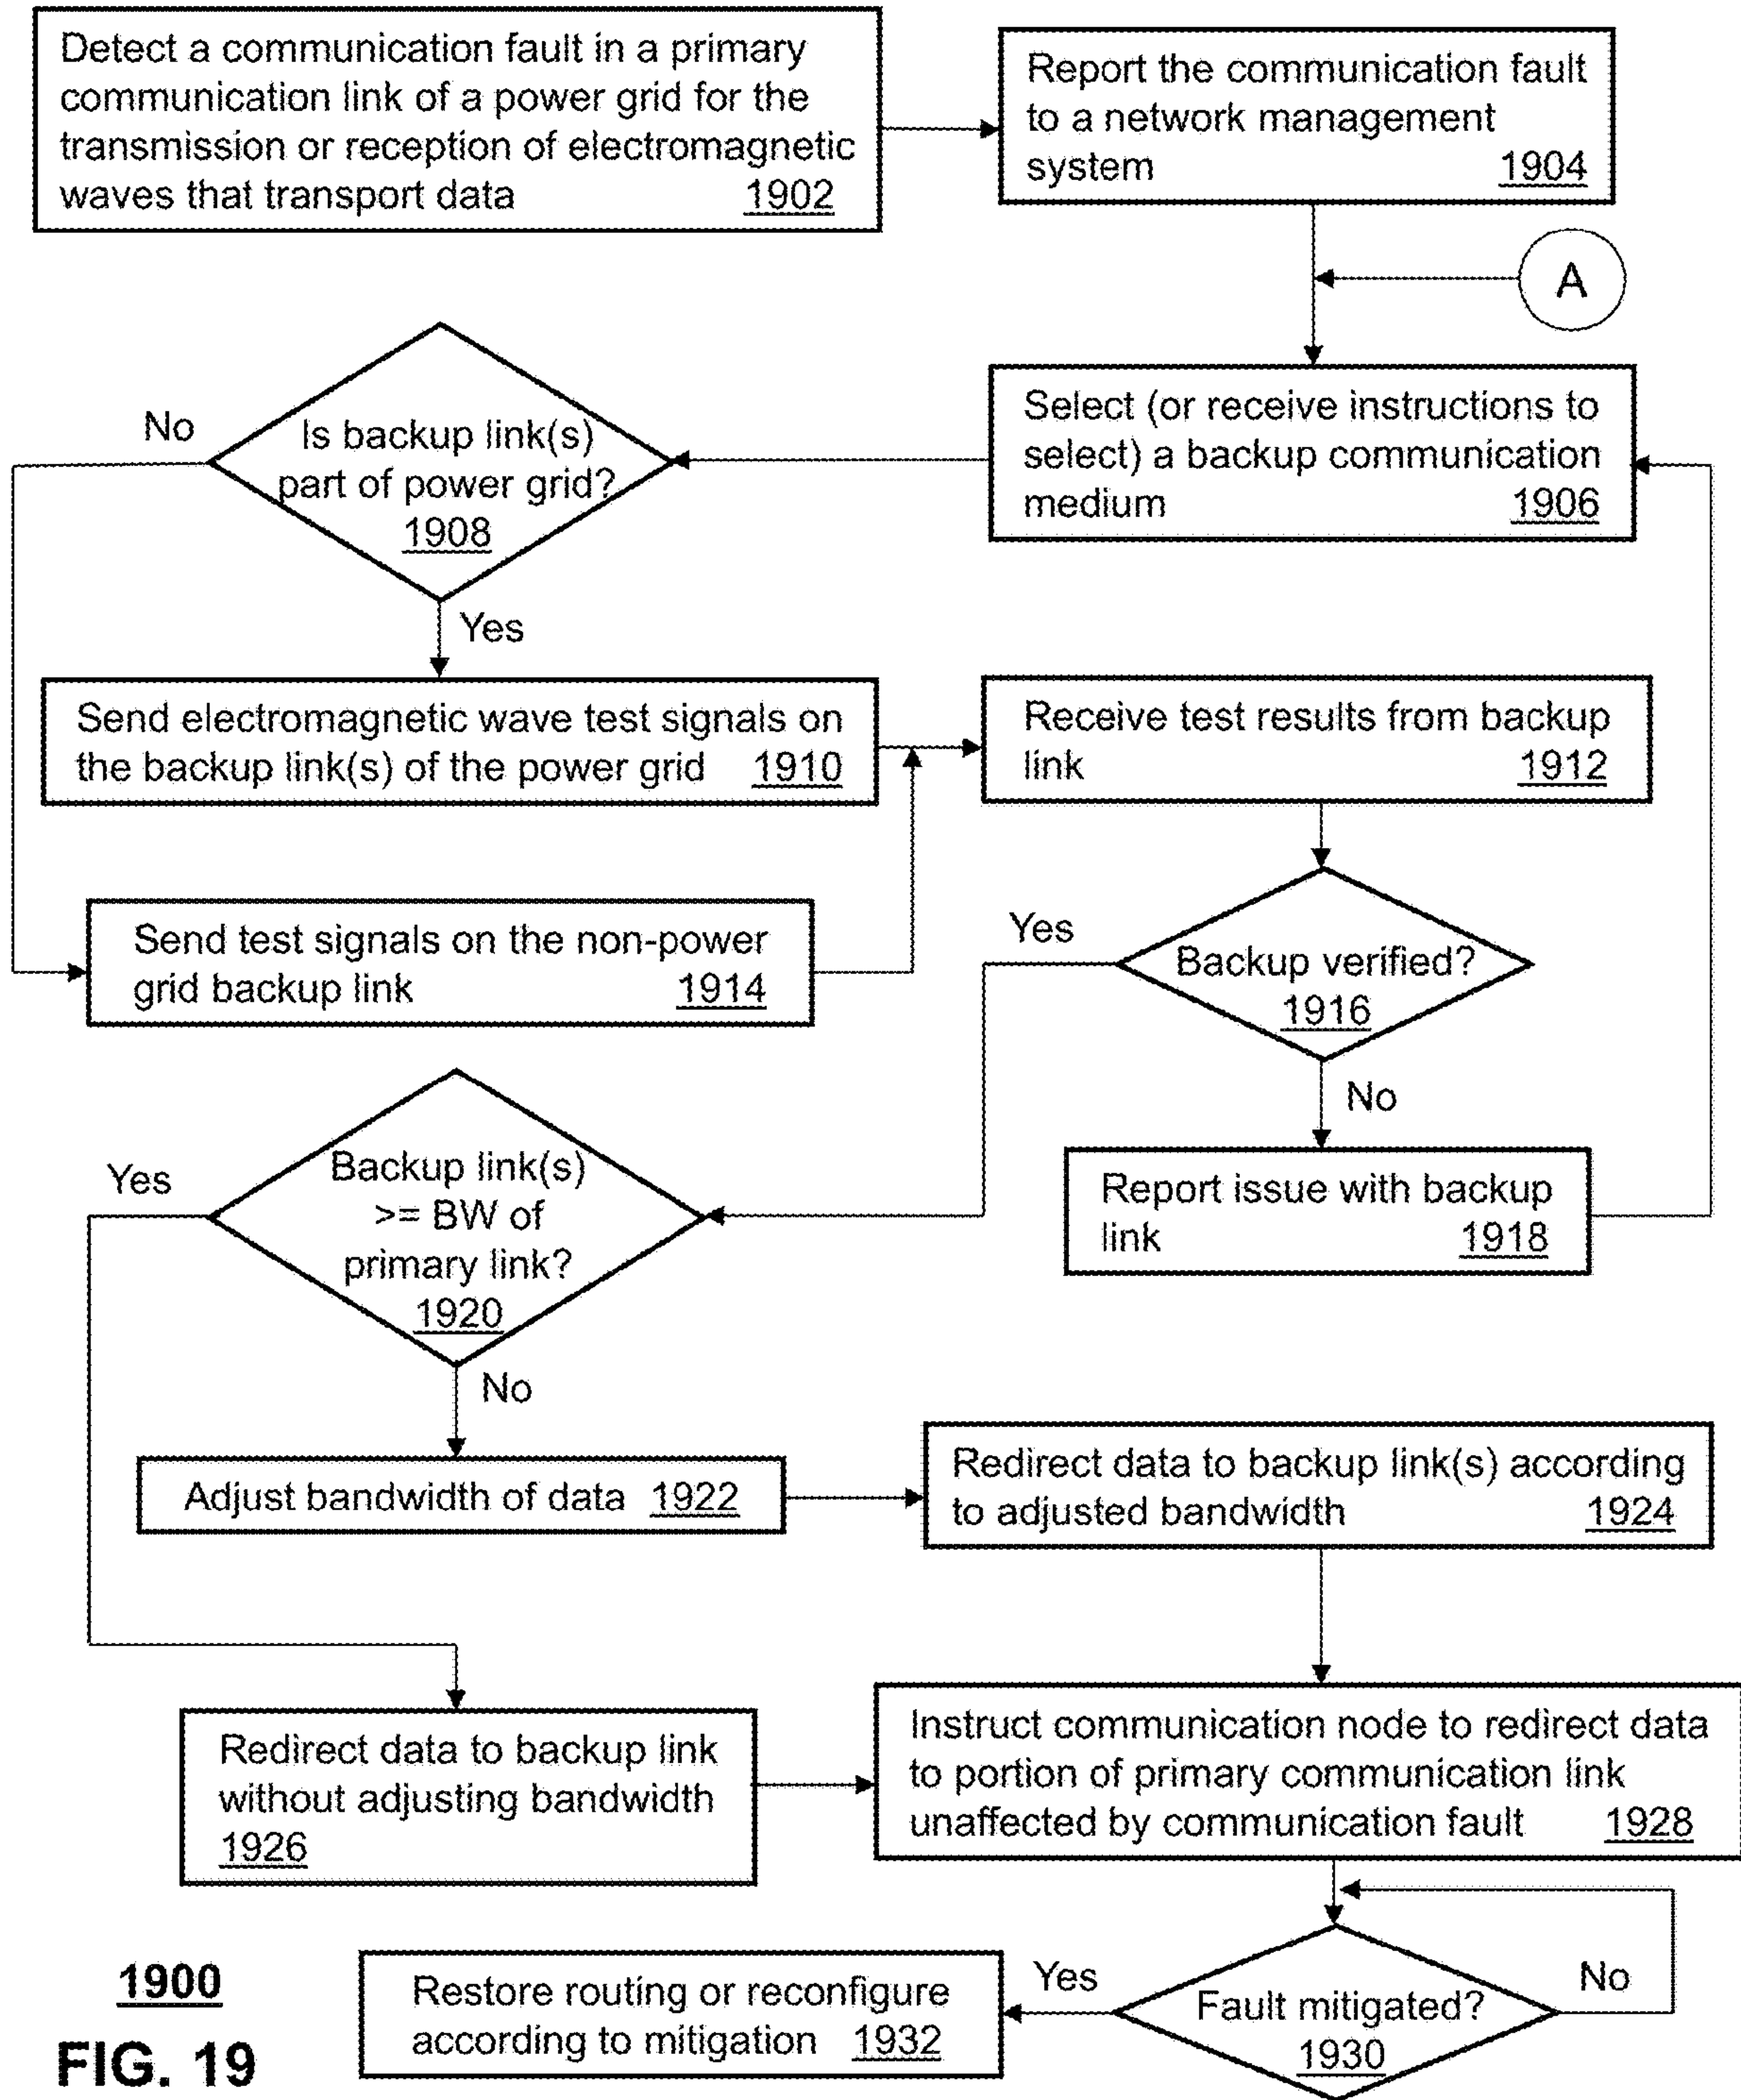 Detect a communication fault in a primary
communication link of a power grid for the
transmission or reception of electromagnetic
waves that transport data 1902
Report the communication fault
to a network management
system 1904
A
Select (or receive instructions to
select) a backup communication
medium 1906
No
Is backup link(s)
part of power grid?
1908
Yes
Send electromagnetic wave test signals on
the backup link(s) of the power grid 1910
Receive test results from backup
link 1912
Send test signals on the non-power
grid backup link 1914
Yes
Backup verified?
1916
No
Report issue with backup
link 1918
Yes
Backup link(s)
>= BW of
primary link?
1920
No
Adjust bandwidth of data 1922
Redirect data to backup link(s) according
to adjusted bandwidth 1924
Redirect data to backup link
without adjusting bandwidth
1926
Instruct communication node to redirect data
to portion of primary communication link
unaffected by communication fault 1928
Fault mitigated?
1930
No
Yes
Restore routing or reconfigure
according to mitigation 1932
1900
FIG. 19